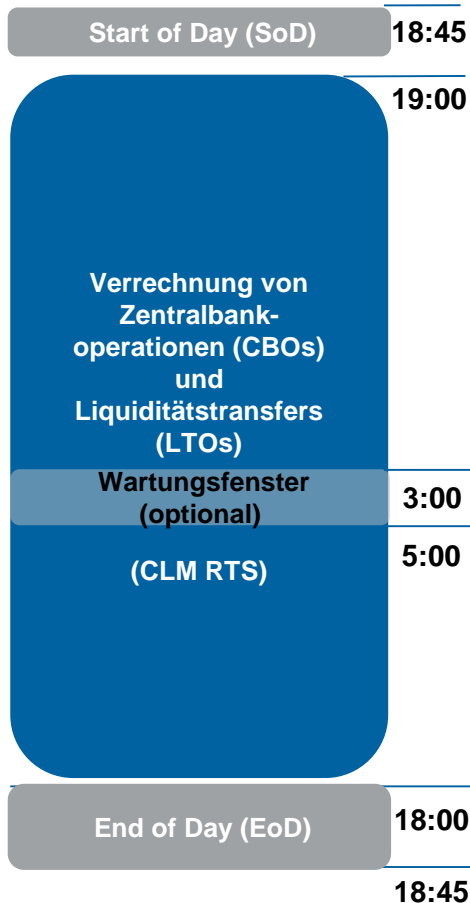 Start of Day (SoD)
18:45
19:00
Verrechnung von
Zentralbank-
operationen (CBOs)
und
Liquiditätstransfers
(LTOs)
Wartungsfenster
(optional)
3:00
5:00
(CLM RTS)
End of Day (EoD)
18:00
18:45